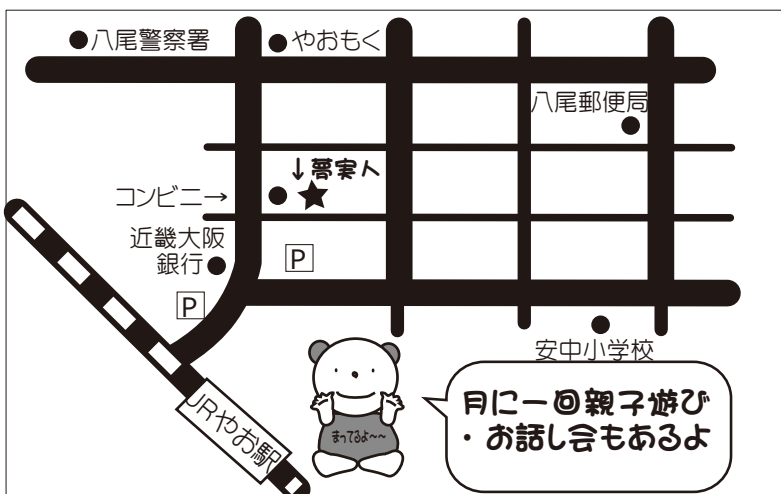 八尾警察署
やおもく
八尾郵便局
↓夢実人
コンビニ→
近畿大阪
銀行
P
P
安中小学校
JRやお駅
まってるよ～～
月に一回親子遊び
・お話し会もあるよ